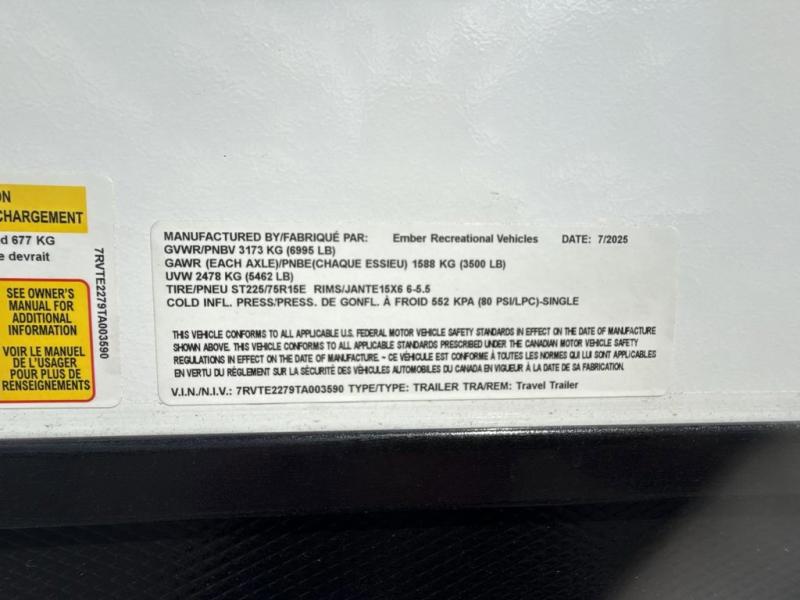 ON
CHARGEMENT
d 677 KG
e devrait
SEE OWNER'S
MANUAL FOR
ADDITIONAL
INFORMATION
VOIR LE MANUEL
DE L'USAGER
POUR PLUS DE
RENSEIGNEMENTS
7RVTE2279TA003590
MANUFACTURED BY/FABRIQUÉ PAR: Ember Recreational Vehicles DATE: 7/2025
GVWR/PNBV 3173 KG (6995 LB)
GAWR (EACH AXLE)/PNBE(CHAQUE ESSIEU) 1588 KG (3500 LB)
UVW 2478 KG (5462 LB)
TIRE/PNEU ST225/75R15E RIMS/JANTE15X6 6-5.5
COLD INFL. PRESS/PRESS. DE GONFL. À FROID 552 KPA (80 PSI/LPC)-SINGLE
THIS VEHICLE CONFORMS TO ALL APPLICABLE U.S. FEDERAL MOTOR VEHICLE SAFETY STANDARDS IN EFFECT ON THE DATE OF MANUFACTURE
SHOWN ABOVE. THIS VEHICLE CONFORMS TO ALL APPLICABLE STANDARDS PRESCRIBED UNDER THE CANADIAN MOTOR VEHICLE SAFETY
REGULATIONS IN EFFECT ON THE DATE OF MANUFACTURE. - CE VÉHICULE EST CONFORME À TOUTES LES NORMES QUI LUI SONT APPLICABLES
EN VERTU DU RÈGLEMENT SUR LA SÉCURITÉ DES VÉHICULES AUTOMOBILES DU CANADA EN VIGUEUR À LA DATE DE SA FABRICATION.
V.I.N./N.I.V.: 7RVTE2279TA003590 TYPE/TYPE: TRAILER TRA/REM: Travel Trailer